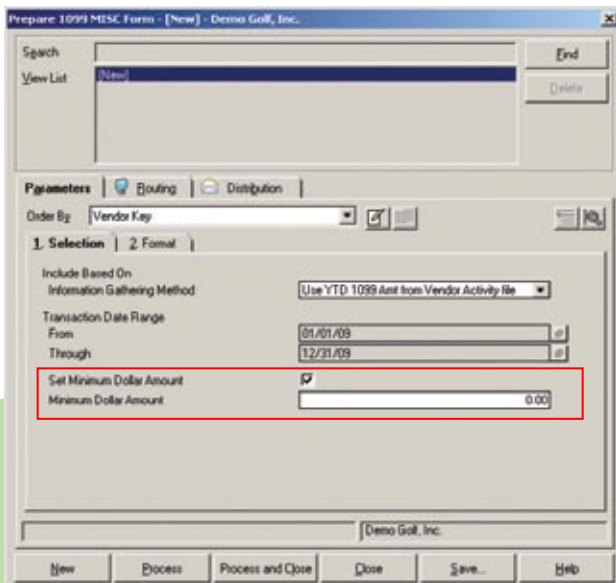 Prepare 1099 MISC Form - [New] - Demo Golf, Inc.
Search
Find
View List
[New]
Delete
Parameters
Routing
Distribution
Order By
Vendor Key
1. Selection
2 Format
Include Based On
Information Gathering Method
Use YTD 1099 Amt from Vendor Activity file
Transaction Date Range
From
01/01/09
Through
12/31/09
Set Minimum Dollar Amount
Minimum Dollar Amount
0.00
Demo Golf, Inc.
New
Process
Process and Close
Close
Save...
Help